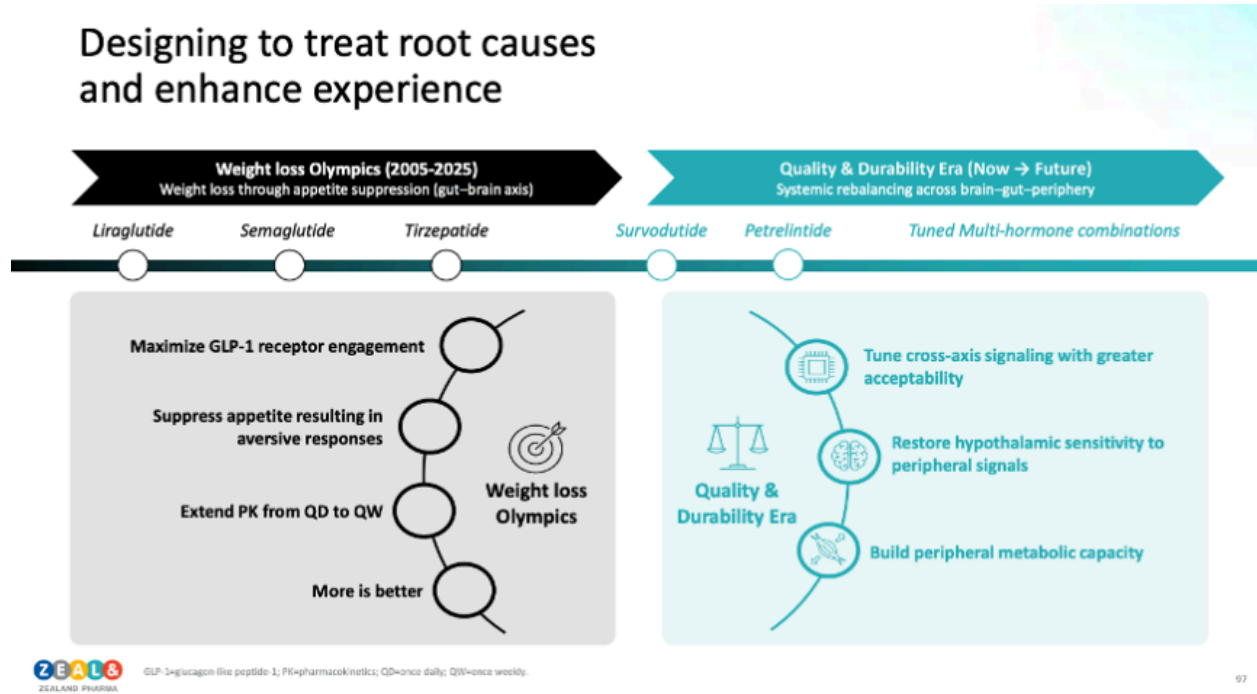 Designing to treat root causes
and enhance experience
Weight loss Olympics (2005-2025)
Weight loss through appetite suppression (gut–brain axis)
Quality & Durability Era (Now → Future)
Systemic rebalancing across brain–gut–periphery
Liraglutide
Semaglutide
Tirzepatide
Survodutide
Petrelintide
Tuned Multi-hormone combinations
Maximize GLP-1 receptor engagement
Suppress appetite resulting in
aversive responses
Extend PK from QD to QW
More is better
Weight loss
Olympics
Quality &
Durability Era
Tune cross-axis signaling with greater
acceptability
Restore hypothalamic sensitivity to
peripheral signals
Build peripheral metabolic capacity
ZEAL&
ZEALAND PHARMA
GLP-1=glucagon-like peptide-1; PK=pharmacokinetics; QD=once daily; QW=once weekly.
97